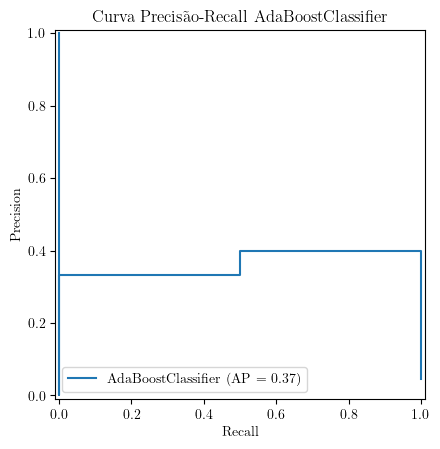 Curva Precisão-Recall AdaBoostClassifier
1.0
0.8
0.6
0.4
0.2
0.0
Precision
AdaBoostClassifier (AP = 0.37)
0.0 0.2 0.4 0.6 0.8 1.0
Recall